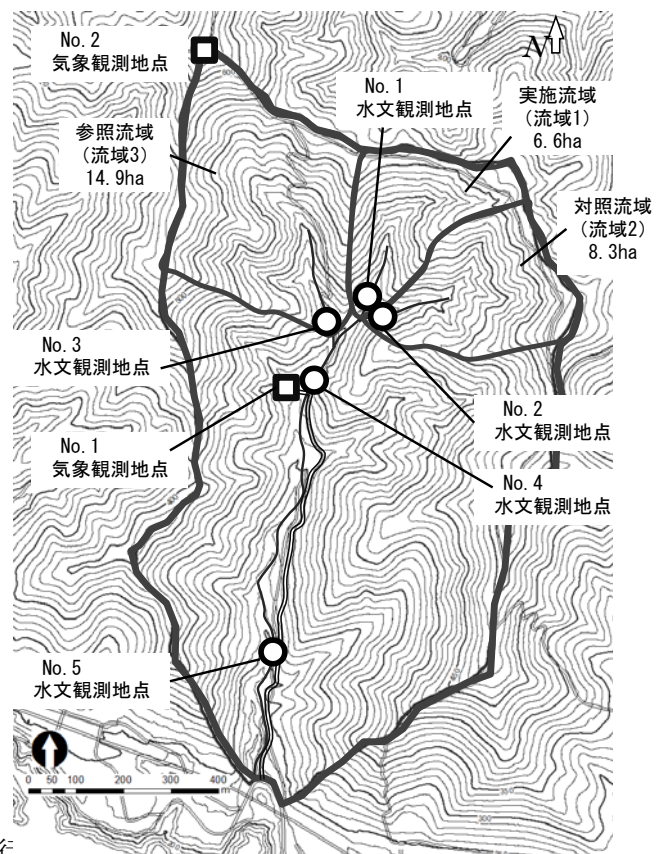 No.2
気象観測地点
No.1
水文観測地点
実施流域
(流域1)
6.6ha
参照流域
(流域3)
14.9ha
対照流域
(流域2)
8.3ha
N
No.3
水文観測地点
No.1
気象観測地点
No.2
水文観測地点
No.4
水文観測地点
No.5
水文観測地点
0 50 100 200 300 400
m